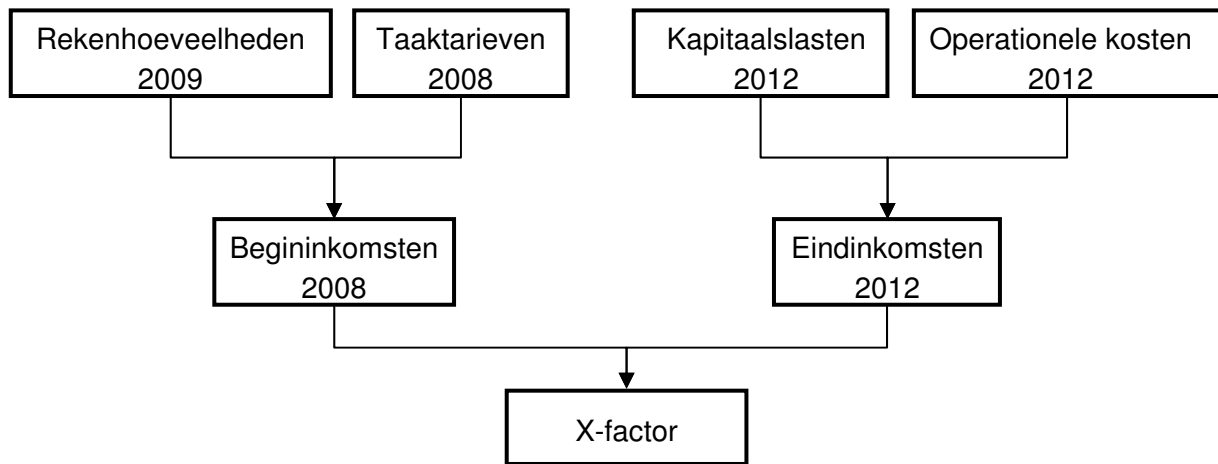 Rekenhoeveelheden
2009
Taaktarieven
2008
Kapitaalslasten
2012
Operationele kosten
2012
Begininkomsten
2008
Eindinkomsten
2012
X-factor